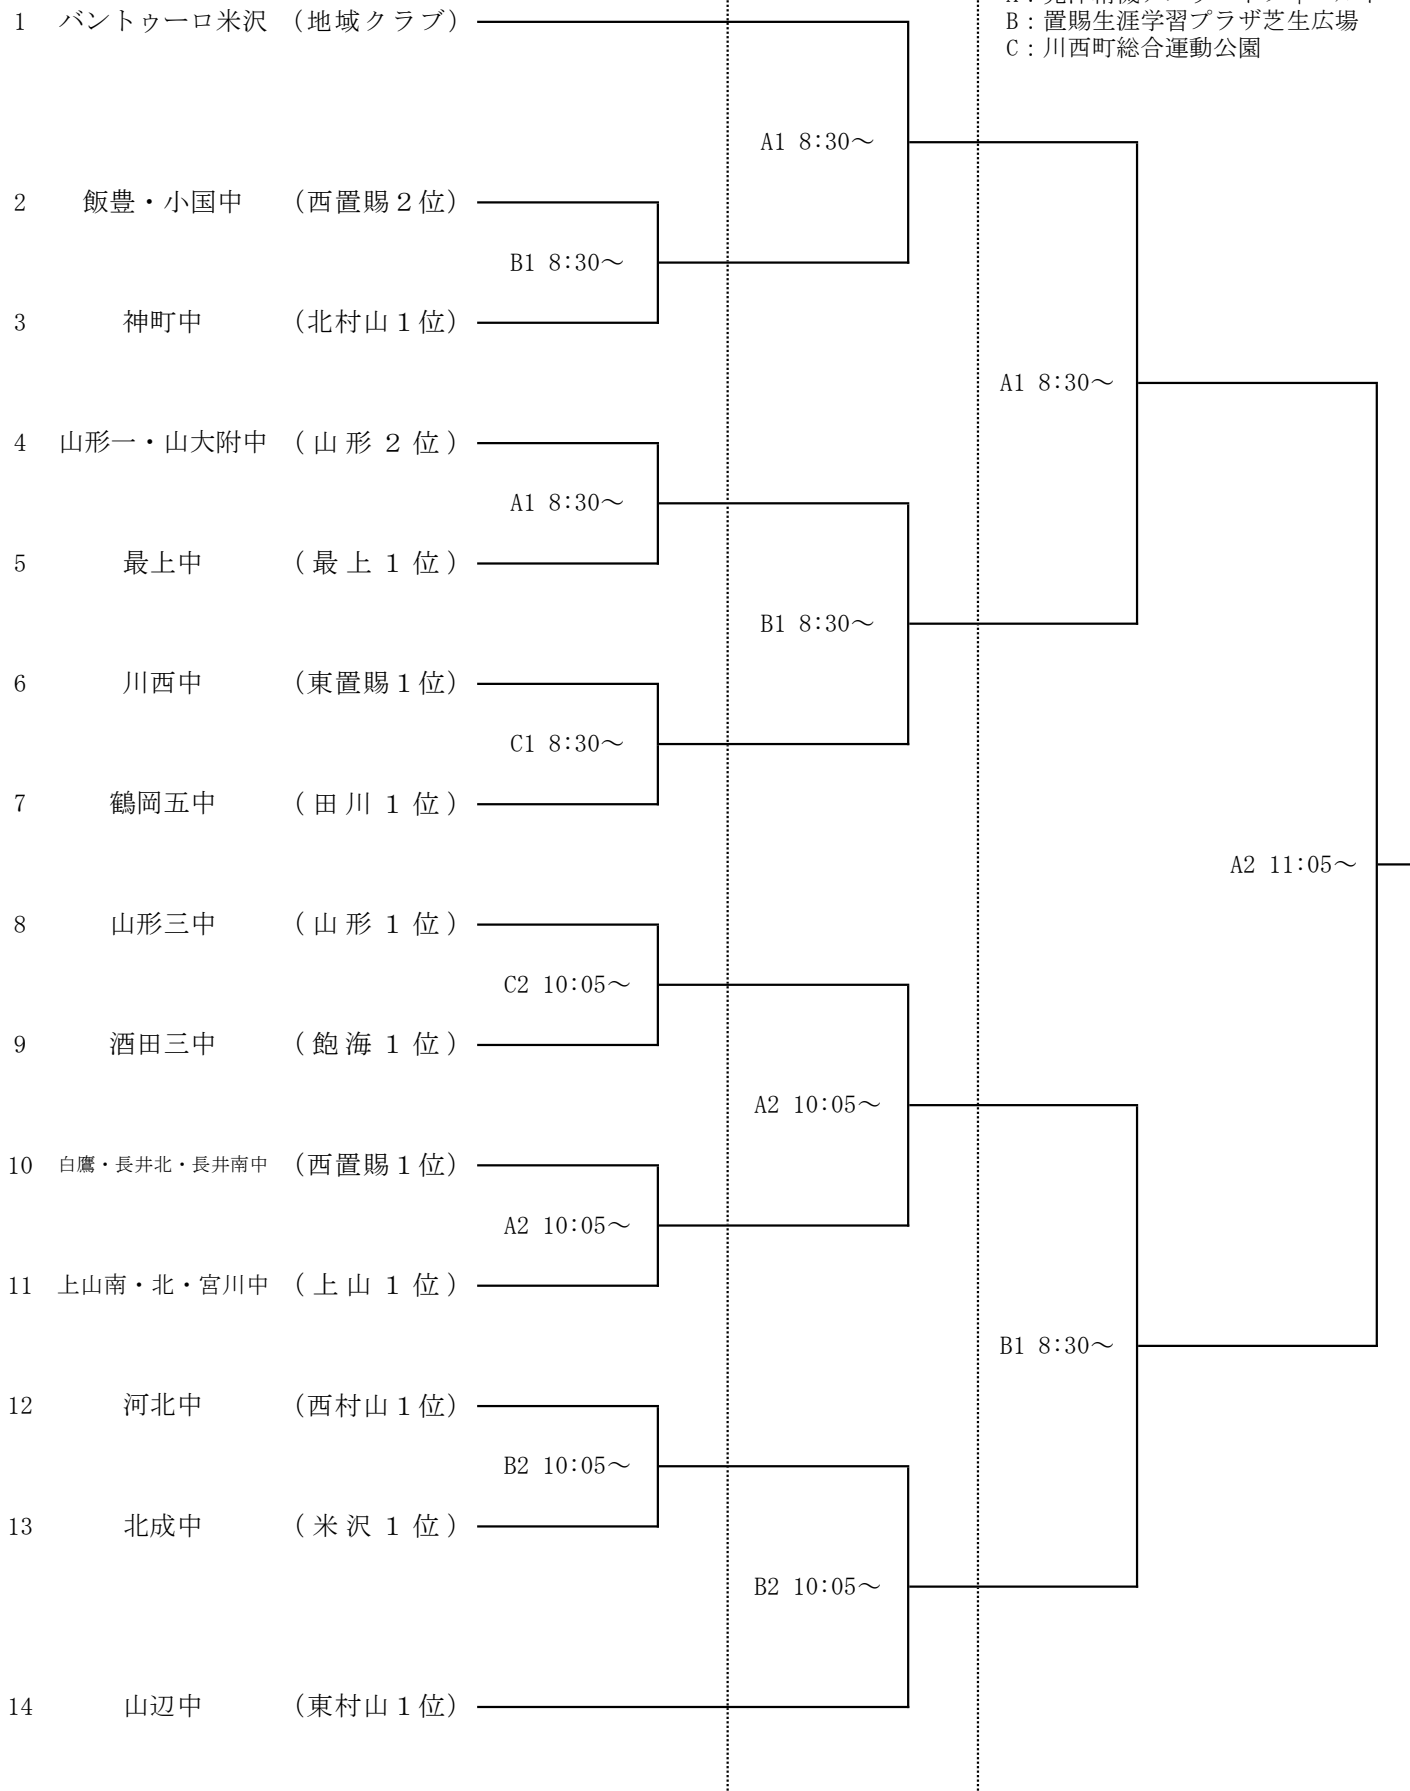 B：置賜生涯学習プラザ芝生広場
C：川西町総合運動公園
1 バントゥーロ米沢 （地域クラブ）
A1 8:30～
2 飯豊・小国中 （西置賜２位）
B1 8:30～
3 神町中 （北村山１位）
A1 8:30～
4 山形一・山大附中 （山形２位）
A1 8:30～
5 最上中 （最上１位）
B1 8:30～
6 川西中 （東置賜１位）
C1 8:30～
7 鶴岡五中 （田川１位）
A2 11:05～
8 山形三中 （山形１位）
C2 10:05～
9 酒田三中 （飽海１位）
A2 10:05～
10 白鷹・長井北・長井南中 （西置賜１位）
A2 10:05～
11 上山南・北・宮川中 （上山１位）
B1 8:30～
12 河北中 （西村山１位）
B2 10:05～
13 北成中 （米沢１位）
B2 10:05～
14 山辺中 （東村山１位）